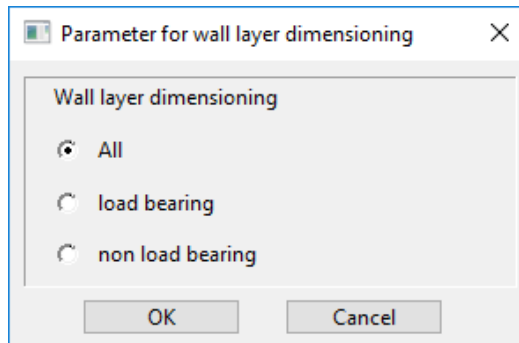 Parameter for wall layer dimensioning
Wall layer dimensioning
All
load bearing
non load bearing
OK Cancel